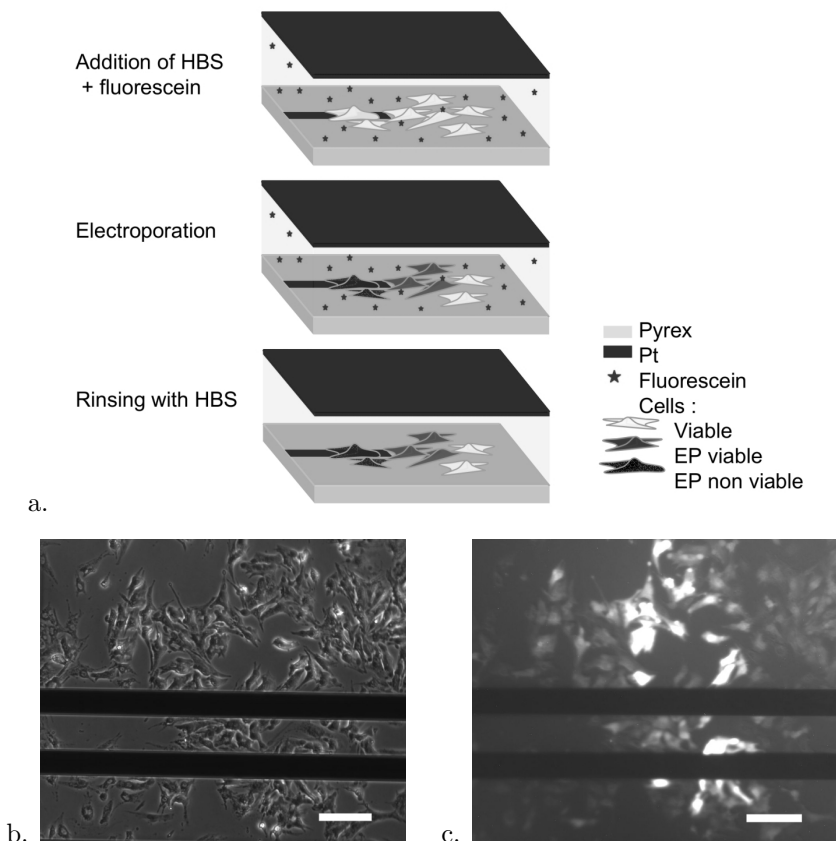 Addition of HBS
+ fluorescein
Electroporation
Rinsing with HBS
Pyrex
Pt
Fluorescein
Cells :
Viable
EP viable
EP non viable
a.
b.
c.